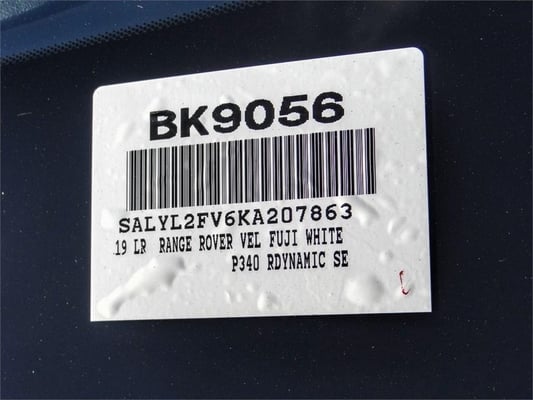 BK9056
SALYL2FV6KA207863
19 LR RANGE ROVER VEL FUJI WHITE
P340 RDYNAMIC SE